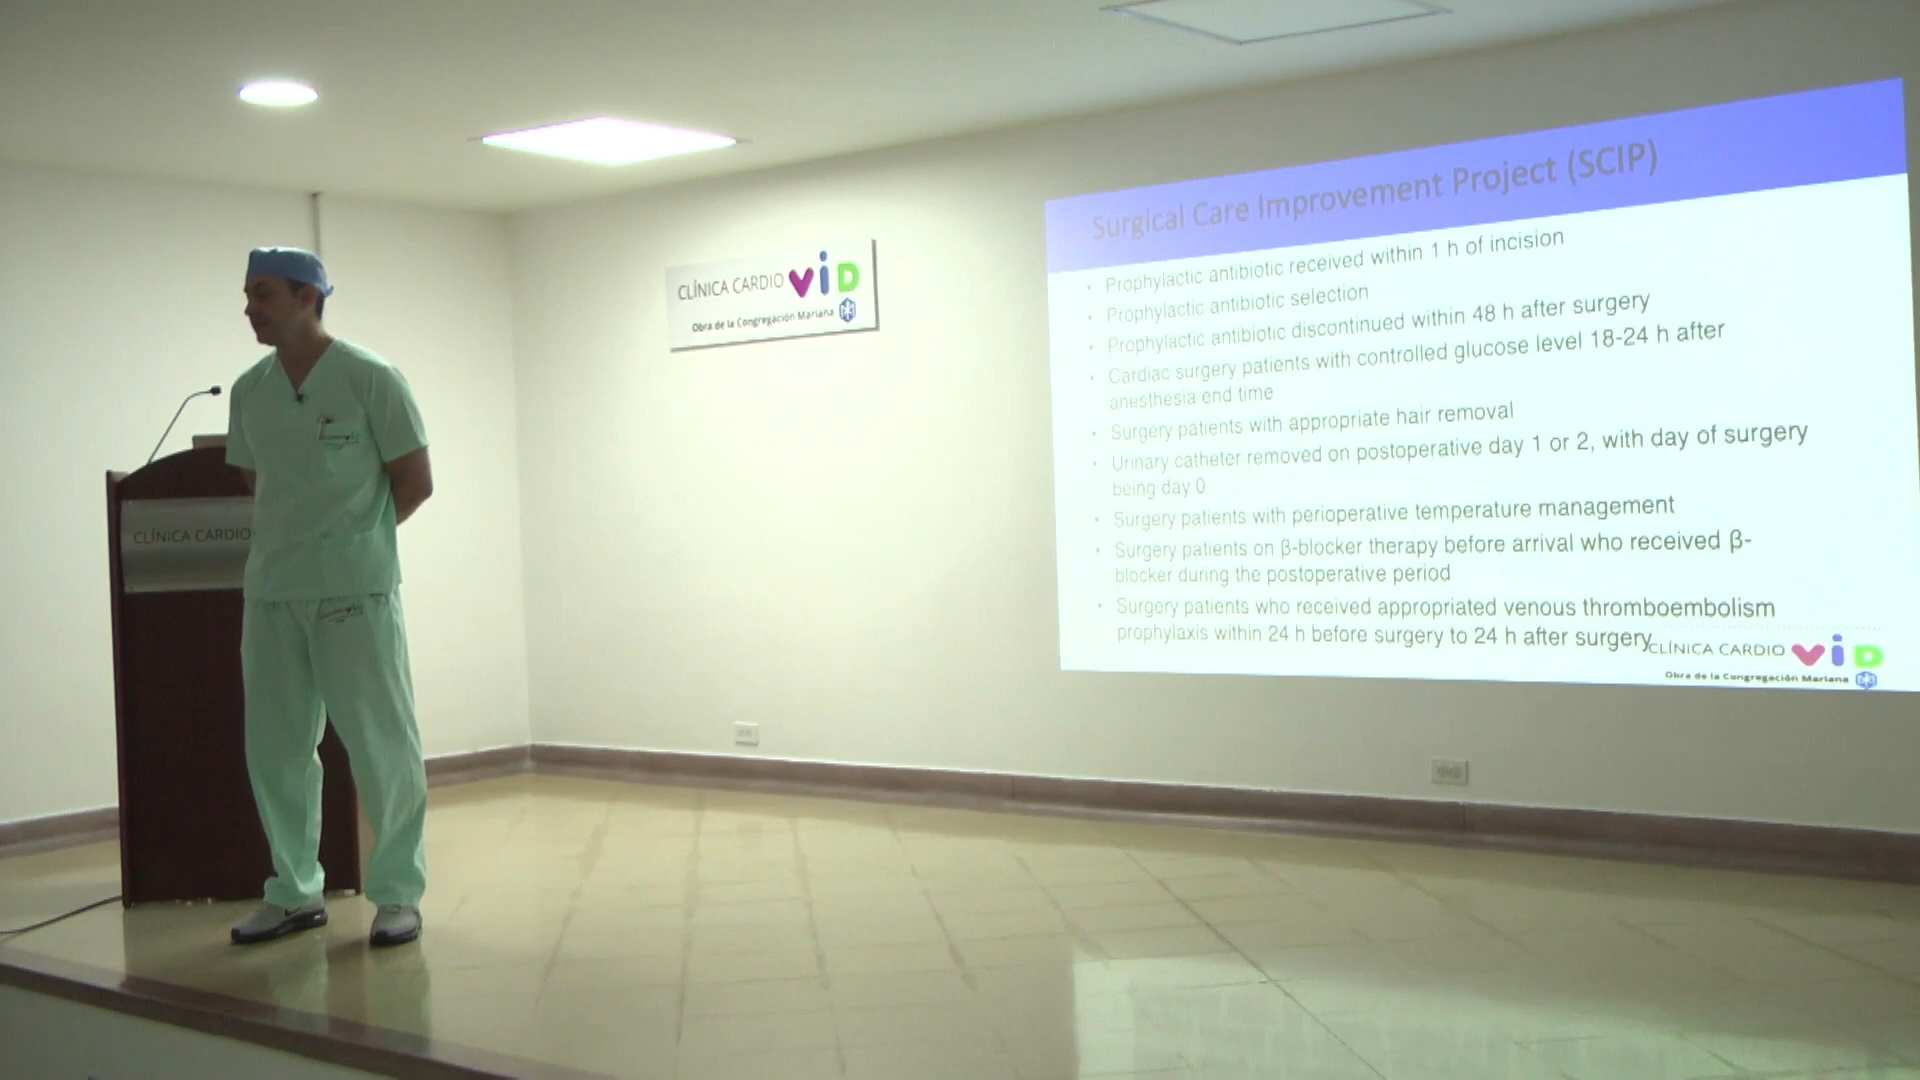 CLÍNICA CARDIO VID
Obra de la Congregación Mariana
CLÍNICA CARDIO
Surgical Care Improvement Project (SCIP)
• Prophylactic antibiotic received within 1 h of incision
• Prophylactic antibiotic selection
• Prophylactic antibiotic discontinued within 48 h after surgery
• Cardiac surgery patients with controlled glucose level 18-24 h after
anesthesia end time
• Surgery patients with appropriate hair removal
• Urinary catheter removed on postoperative day 1 or 2, with day of surgery
being day 0
• Surgery patients with perioperative temperature management
• Surgery patients on β-blocker therapy before arrival who received β-
blocker during the postoperative period
• Surgery patients who received appropriated venous thromboembolism
prophylaxis within 24 h before surgery to 24 h after surgery
CLÍNICA CARDIO VID
Obra de la Congregación Mariana